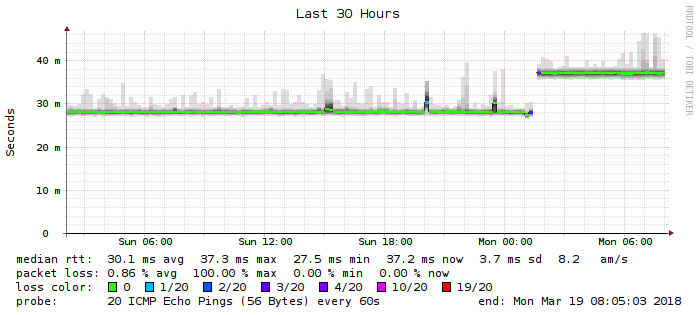 Last 30 Hours
RRDTOOL / TOBI OETIKER
Seconds
40 m
30 m
20 m
10 m
0
Sun 06:00 Sun 12:00 Sun 18:00 Mon 00:00 Mon 06:00
median rtt: 30.1 ms avg 37.3 ms max 27.5 ms min 37.2 ms now 3.7 ms sd 8.2 am/s
packet loss: 0.86 % avg 100.00 % max 0.00 % min 0.00 % now
loss color: 0 1/20 2/20 3/20 4/20 10/20 19/20
probe: 20 ICMP Echo Pings (56 Bytes) every 60s end: Mon Mar 19 08:05:03 2018